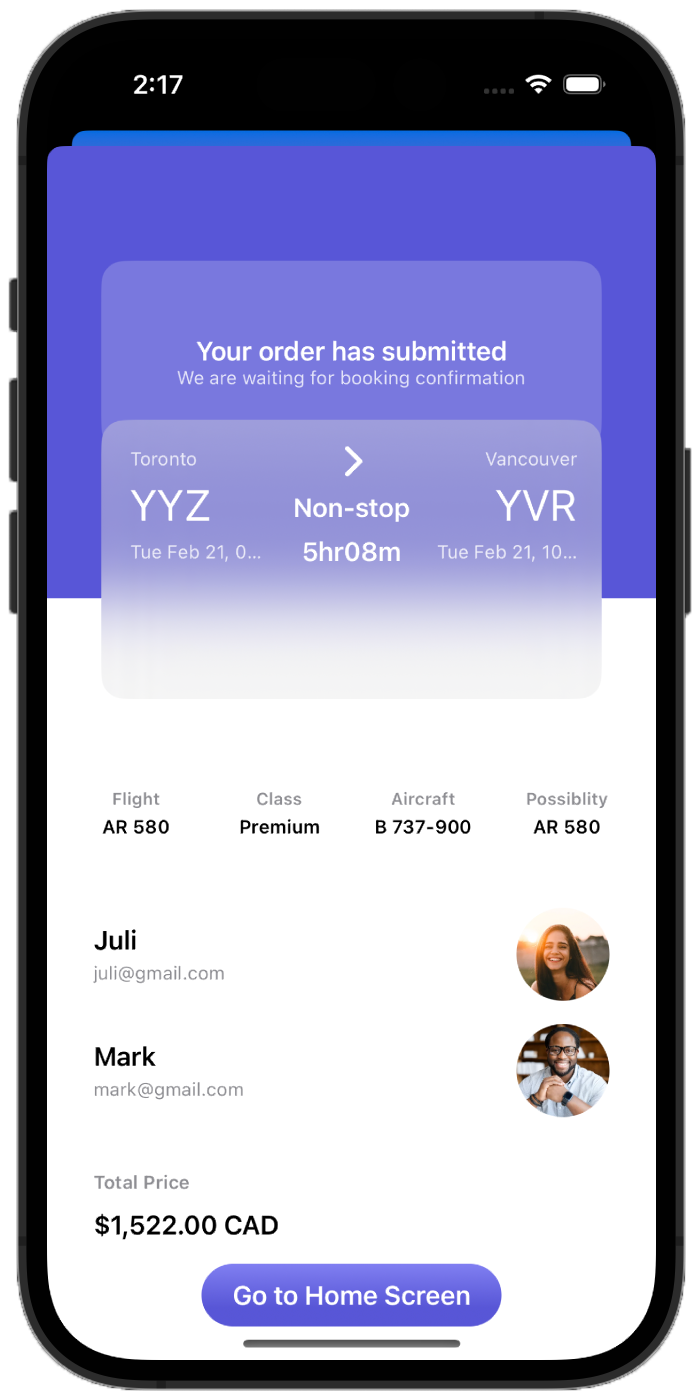 2:17
Your order has submitted
We are waiting for booking confirmation
Toronto Vancouver
YYZ Non-stop YVR
Tue Feb 21, 0... 5hr08m Tue Feb 21, 10...
Flight Class Aircraft Possiblity
AR 580 Premium B 737-900 AR 580
Juli
juli@gmail.com
Mark
mark@gmail.com
Total Price
$1,522.00 CAD
Go to Home Screen